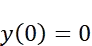 y(0) = 0